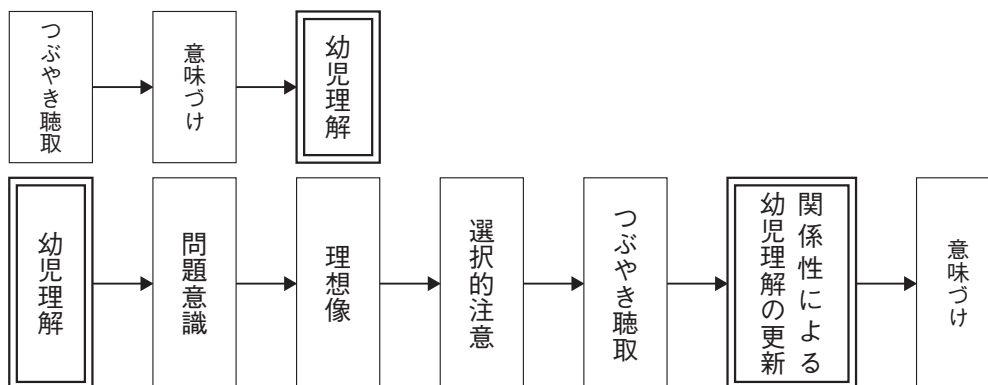 つぶやき聴取
意味づけ
幼児理解
幼児理解
問題意識
理想像
選択的注意
つぶやき聴取
関係性による
幼児理解の更新
意味づけ